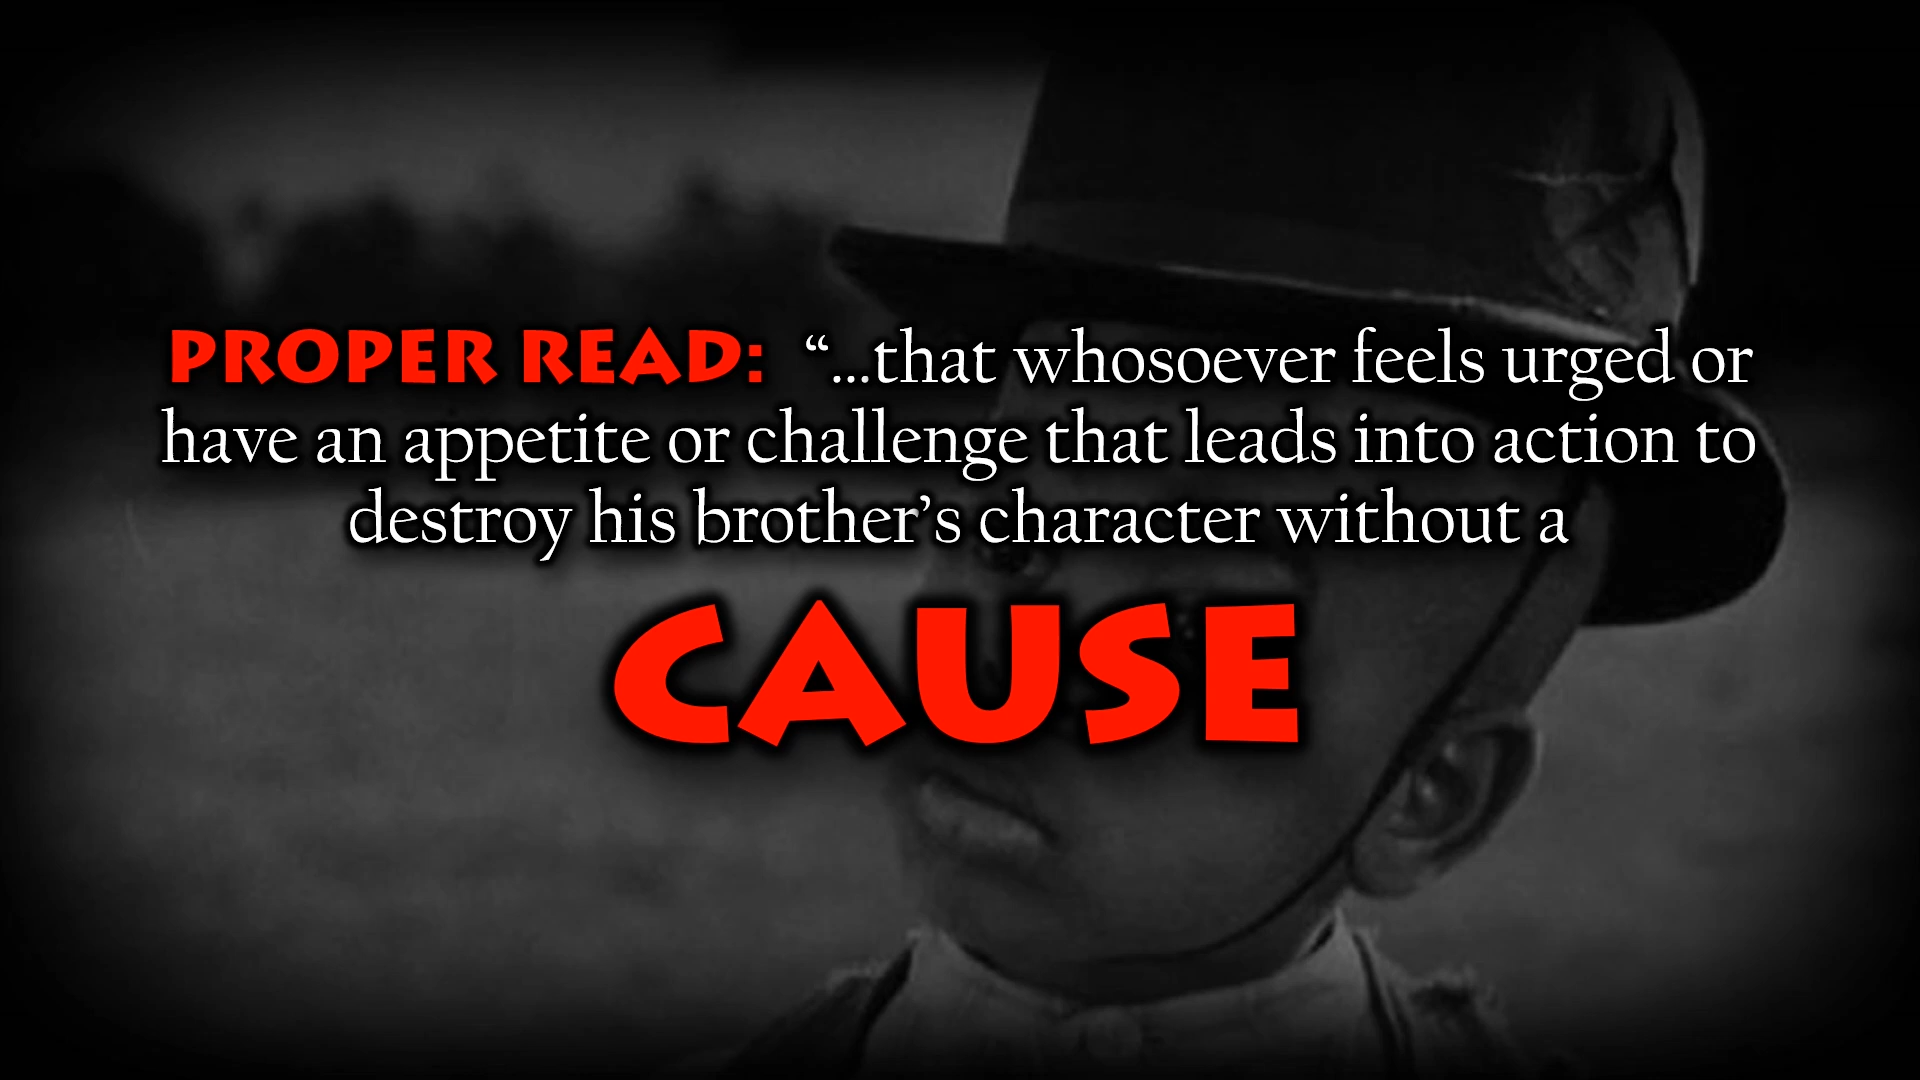 PROPER READ: “...that whosoever feels urged or
have an appetite or challenge that leads into action to
destroy his brother’s character without a
CAUSE